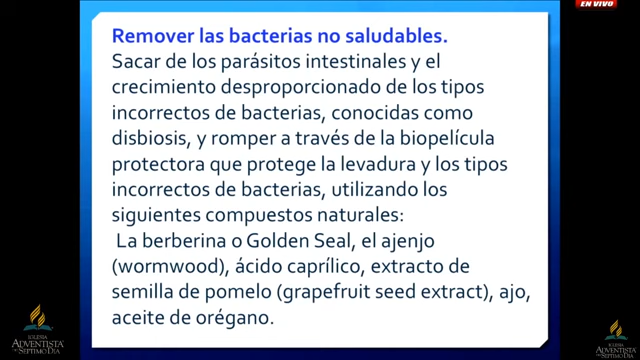 EN VIVO
Remover las bacterias no saludables.
Sacar de los parásitos intestinales y el
crecimiento desproporcionado de los tipos
incorrectos de bacterias, conocidas como
disbiosis, y romper a través de la biopelícula
protectora que protege la levadura y los tipos
incorrectos de bacterias, utilizando los
siguientes compuestos naturales:
La berberina o Golden Seal, el ajenjo
(wormwood), ácido caprílico, extracto de
semilla de pomelo (grapefruit seed extract), ajo,
aceite de orégano.
IGLESIA
ADVENTISTA
DEL SÉPTIMO DÍA
IGLESIA
ADVENTISTA
DEL SÉPTIMO DÍA